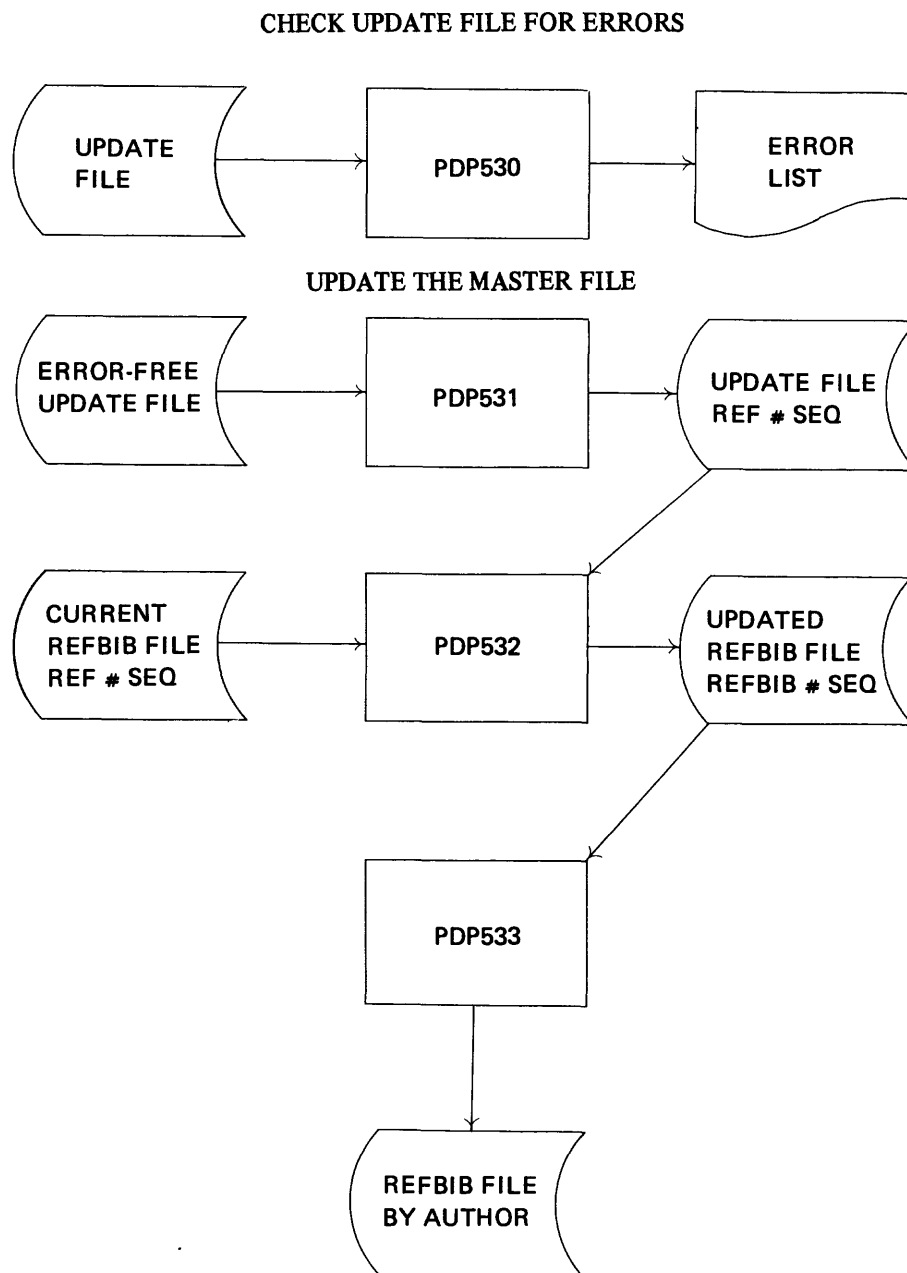 CHECK UPDATE FILE FOR ERRORS
UPDATE
FILE
PDP530
ERROR
LIST
UPDATE THE MASTER FILE
ERROR-FREE
UPDATE FILE
PDP531
UPDATE FILE
REF # SEQ
CURRENT
REFBIB FILE
REF # SEQ
PDP532
UPDATED
REFBIB FILE
REFBIB # SEQ
PDP533
REFBIB FILE
BY AUTHOR